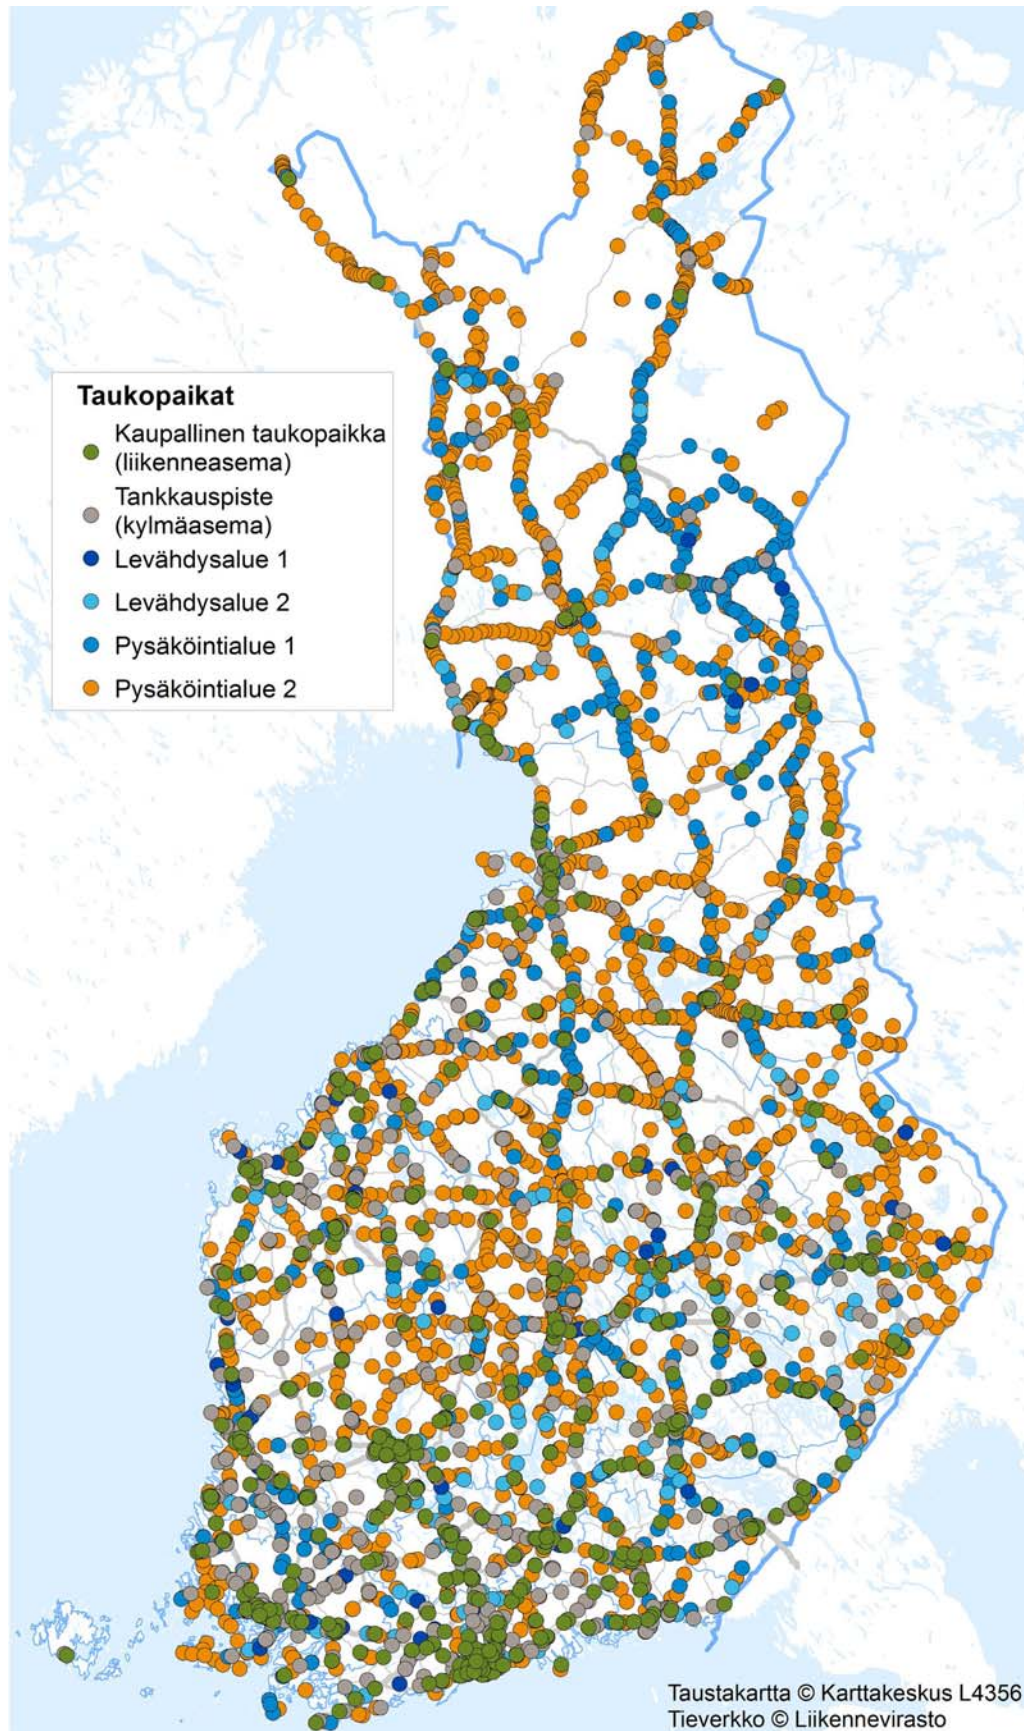 Taukopaikat
Kaupallinen taukopaikka
(liikenneasema)
Tankkauspiste
(kylmäasema)
Levähdysalue 1
Levähdysalue 2
Pysäköintialue 1
Pysäköintialue 2
Taustakartta © Karttakeskus L4356
Tieverkko © Liikennevirasto